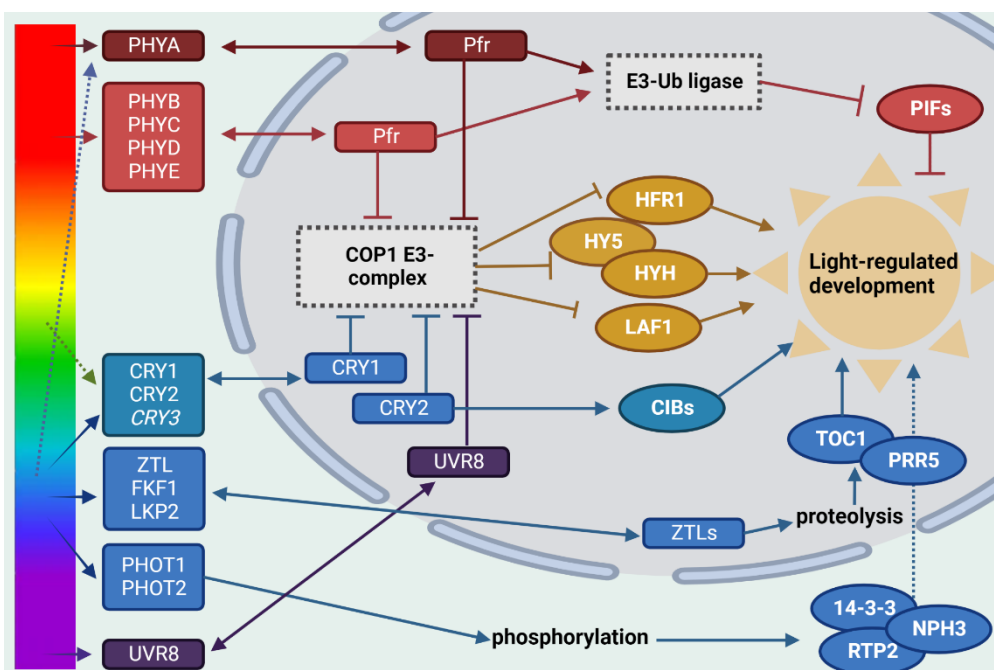 PHYA
Pfr
E3-Ub ligase
PHYB
PHYC
PHYD
PHYE
Pfr
PIFs
HFR1
HY5
HYH
LAF1
COP1 E3-
complex
Light-regulated
development
CRY1
CRY2
CRY3
CRY1
CRY2
CIBs
TOC1
PRR5
UVR8
ZTL
FKF1
LKP2
ZTLs
proteolysis
PHOT1
PHOT2
phosphorylation
14-3-3
NPH3
RTP2
UVR8